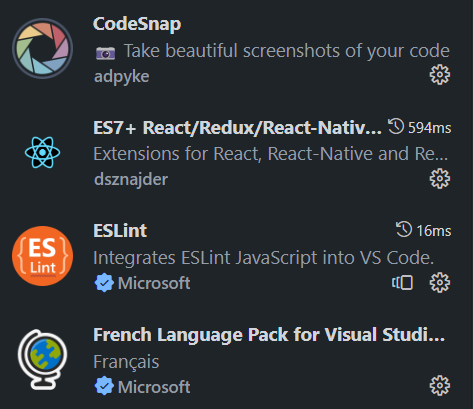 CodeSnap
📷 Take beautiful screenshots of your code
adpyke
ES7+ React/Redux/React-Nativ... 594ms
Extensions for React, React-Native and Re...
dsznajder
ESLint 16ms
{ES}
Lint
Integrates ESLint JavaScript into VS Code.
Microsoft
French Language Pack for Visual Studi...
Français
Microsoft